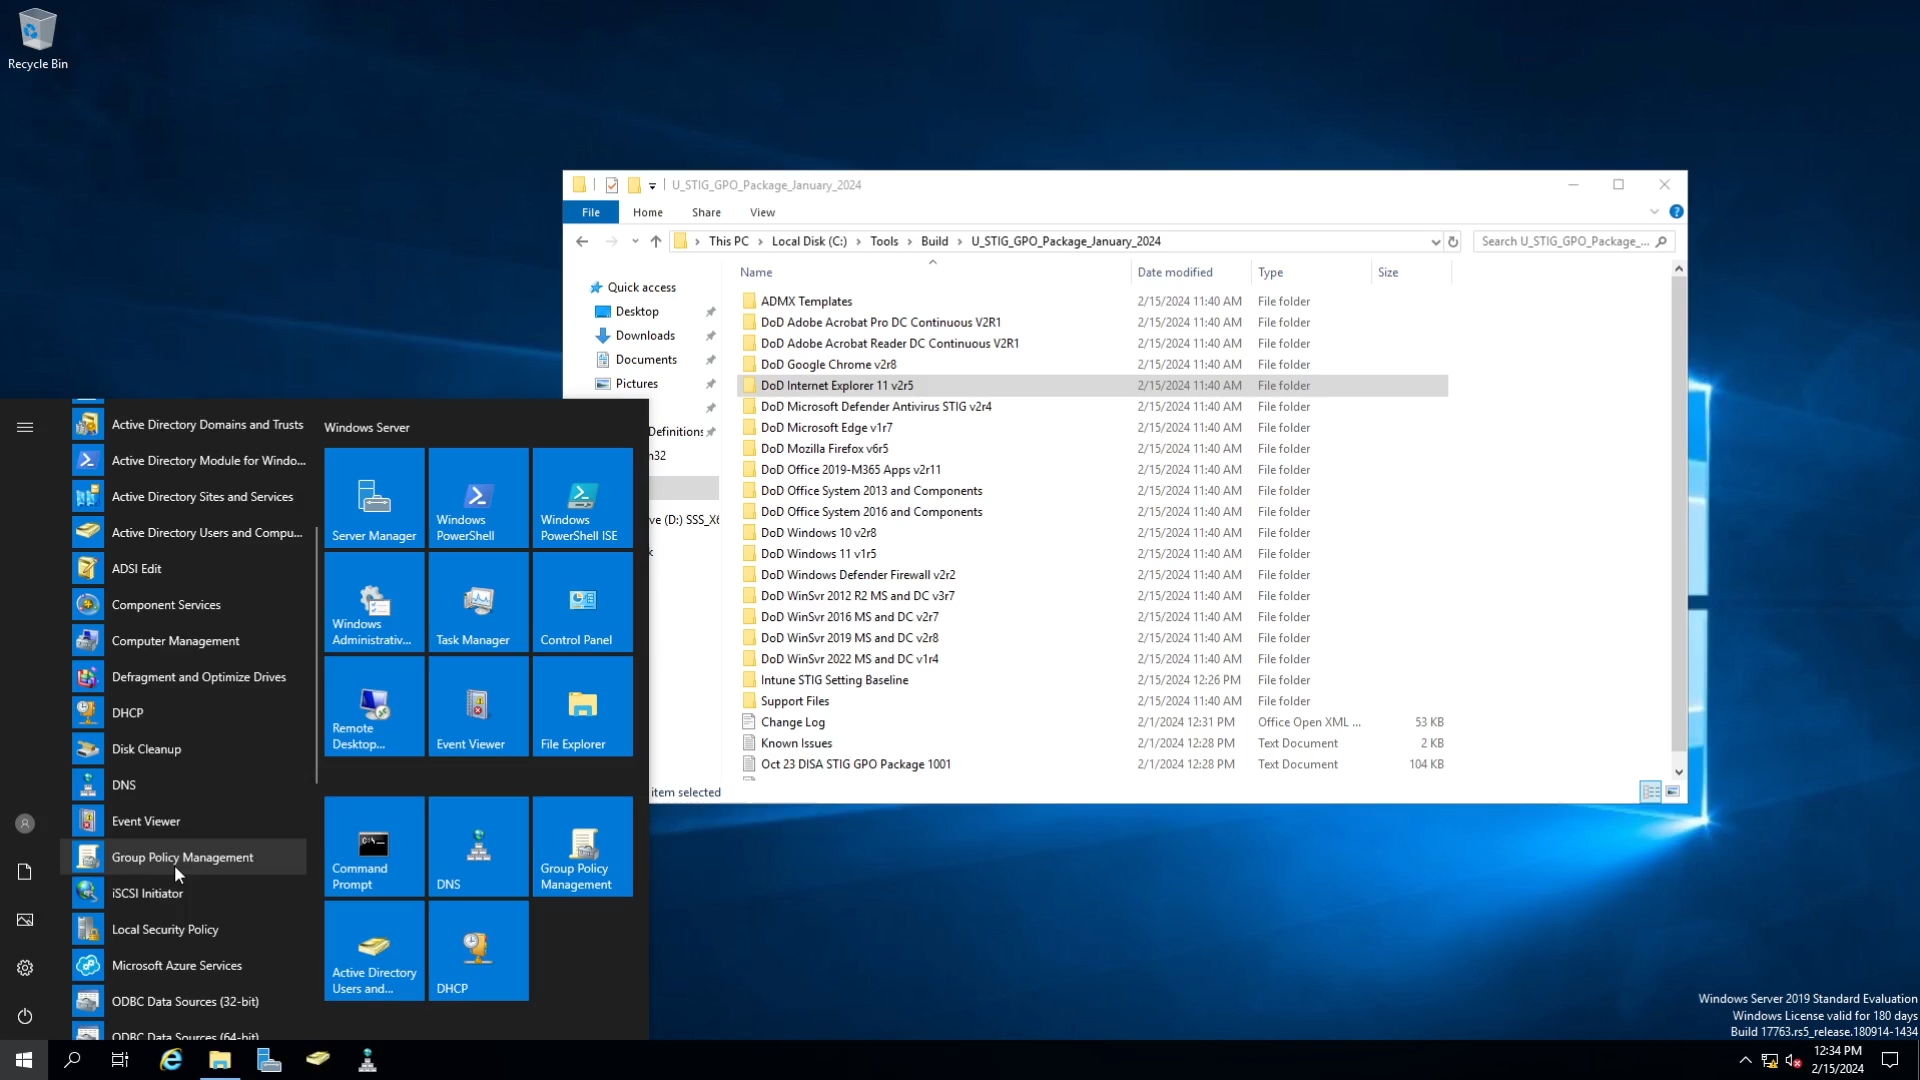 Recycle Bin
U_STIG_GPO_Package_January_2024
File
Home
Share
View
This PC
Local Disk (C:)
Tools
Build
U_STIG_GPO_Package_January_2024
Search U_STIG_GPO_Package_...
Name
Date modified
Type
Size
Quick access
Desktop
Downloads
Documents
Pictures
Definitions
n32
ve (D:) SSS_X6
k
ADMX Templates 2/15/2024 11:40 AM File folder
DoD Adobe Acrobat Pro DC Continuous V2R1 2/15/2024 11:40 AM File folder
DoD Adobe Acrobat Reader DC Continuous V2R1 2/15/2024 11:40 AM File folder
DoD Google Chrome v2r8 2/15/2024 11:40 AM File folder
DoD Internet Explorer 11 v2r5 2/15/2024 11:40 AM File folder
DoD Microsoft Defender Antivirus STIG v2r4 2/15/2024 11:40 AM File folder
DoD Microsoft Edge v1r7 2/15/2024 11:40 AM File folder
DoD Mozilla Firefox v6r5 2/15/2024 11:40 AM File folder
DoD Office 2019-M365 Apps v2r11 2/15/2024 11:40 AM File folder
DoD Office System 2013 and Components 2/15/2024 11:40 AM File folder
DoD Office System 2016 and Components 2/15/2024 11:40 AM File folder
DoD Windows 10 v2r8 2/15/2024 11:40 AM File folder
DoD Windows 11 v1r5 2/15/2024 11:40 AM File folder
DoD Windows Defender Firewall v2r2 2/15/2024 11:40 AM File folder
DoD WinSvr 2012 R2 MS and DC v3r7 2/15/2024 11:40 AM File folder
DoD WinSvr 2016 MS and DC v2r7 2/15/2024 11:40 AM File folder
DoD WinSvr 2019 MS and DC v2r8 2/15/2024 11:40 AM File folder
DoD WinSvr 2022 MS and DC v1r4 2/15/2024 11:40 AM File folder
Intune STIG Setting Baseline 2/15/2024 12:26 PM File folder
Support Files 2/15/2024 11:40 AM File folder
Change Log 2/1/2024 12:31 PM Office Open XML ... 53 KB
Known Issues 2/1/2024 12:28 PM Text Document 2 KB
Oct 23 DISA STIG GPO Package 1001 2/1/2024 12:28 PM Text Document 104 KB
item selected
Active Directory Domains and Trusts
Active Directory Module for Windo...
Active Directory Sites and Services
Active Directory Users and Compu...
ADSI Edit
Component Services
Computer Management
Defragment and Optimize Drives
DHCP
Disk Cleanup
DNS
Event Viewer
Group Policy Management
iSCSI Initiator
Local Security Policy
Microsoft Azure Services
ODBC Data Sources (32-bit)
ODBC Data Sources (64-bit)
Windows Server
Server Manager
Windows
PowerShell
Windows
PowerShell ISE
Windows
Administrativ...
Task Manager
Control Panel
Remote
Desktop...
Event Viewer
File Explorer
Command
Prompt
DNS
Group Policy
Management
Active Directory
Users and...
DHCP
Windows Server 2019 Standard Evaluation
Windows License valid for 180 days
Build 17763.rs5_release.180914-1434
12:34 PM
2/15/2024